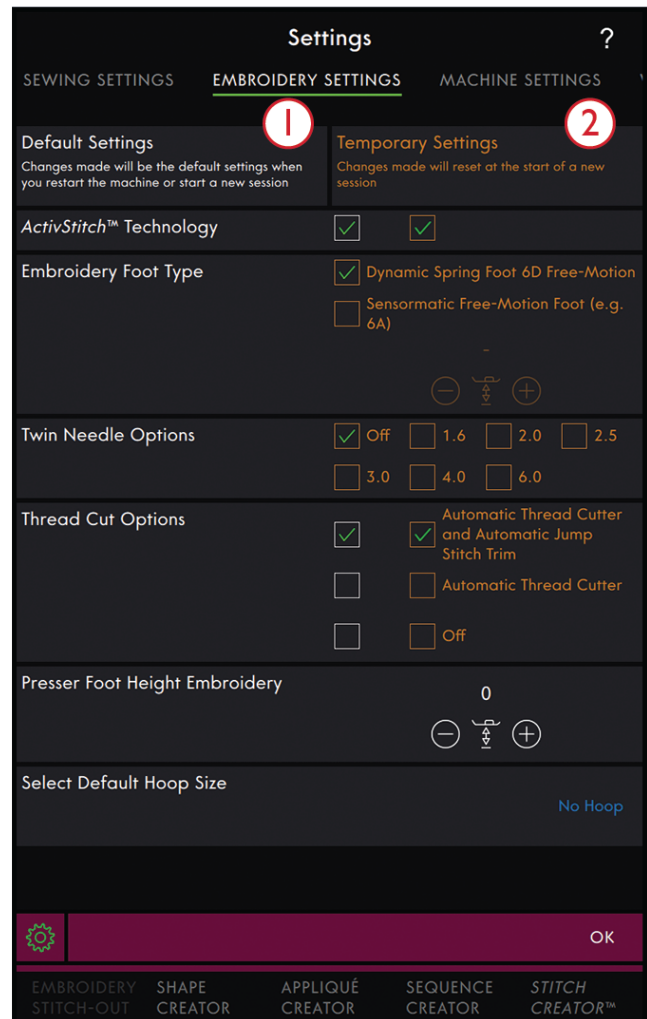 Settings
?
SEWING SETTINGS EMBROIDERY SETTINGS MACHINE SETTINGS
1
2
Default Settings
Changes made will be the default settings when
you restart the machine or start a new session
Temporary Settings
Changes made will reset at the start of a new
session
ActivStitch™ Technology
Embroidery Foot Type
Dynamic Spring Foot 6D Free-Motion
Sensormatic Free-Motion Foot (e.g.
6A)
-
Twin Needle Options
Off 1.6 2.0 2.5
3.0 4.0 6.0
Thread Cut Options
Automatic Thread Cutter
and Automatic Jump
Stitch Trim
Automatic Thread Cutter
Off
Presser Foot Height Embroidery
0
Select Default Hoop Size
No Hoop
OK
EMBROIDERY
STITCH-OUT
SHAPE
CREATOR
APPLIQUÉ
CREATOR
SEQUENCE
CREATOR
STITCH
CREATOR™